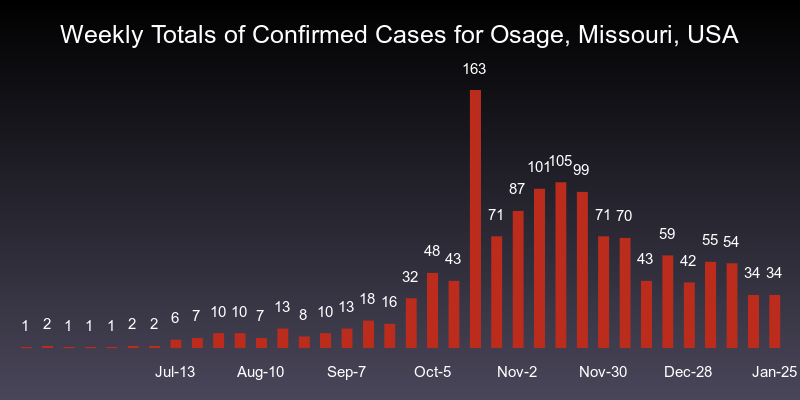 Weekly Totals of Confirmed Cases for Osage, Missouri, USA
163
101 105 99
87
71 71 70
59 55 54
48 43 43 42
32 34 34
6 7 10 10 7 13 8 10 13 18 16
1 2 1 1 1 2 2
Jul-13 Aug-10 Sep-7 Oct-5 Nov-2 Nov-30 Dec-28 Jan-25